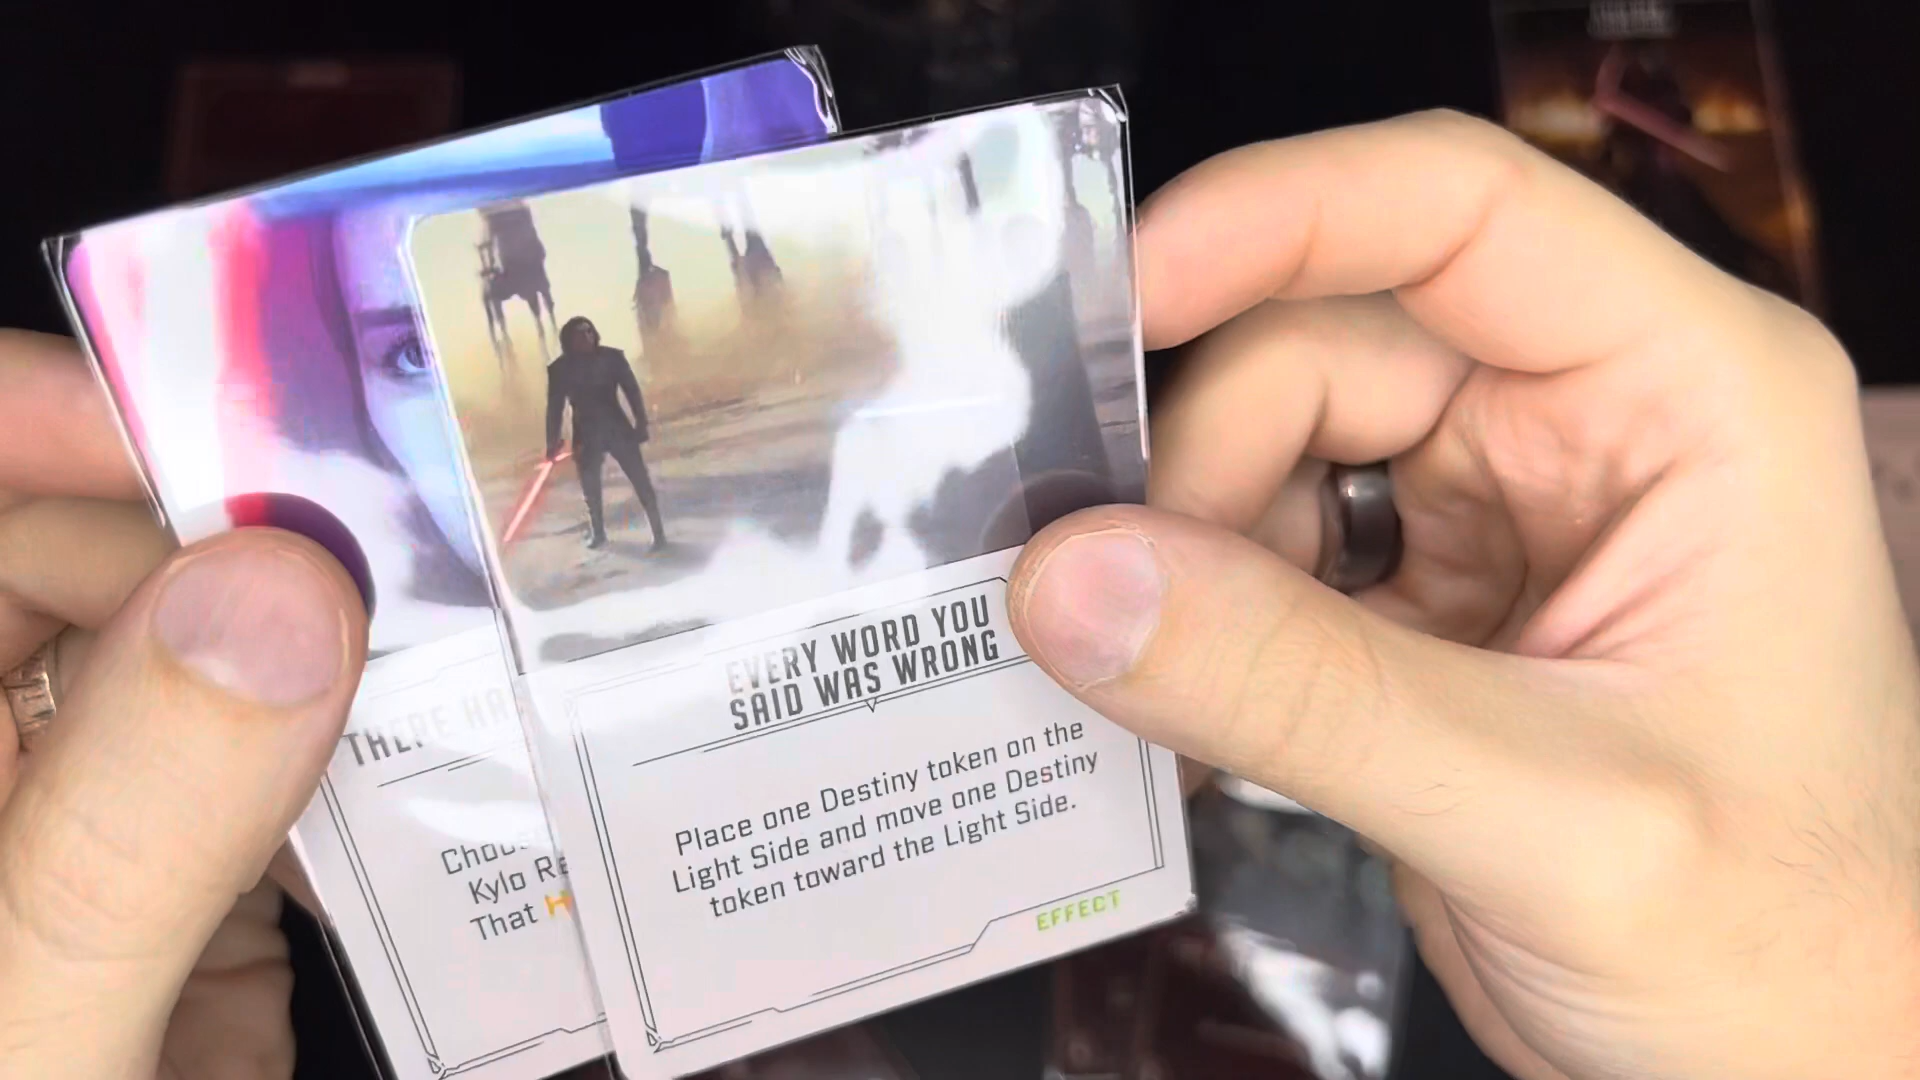 EVERY WORD YOU
SAID WAS WRONG
Place one Destiny token on the
Light Side and move one Destiny
token toward the Light Side.
EFFECT
THERE
Kylo
That